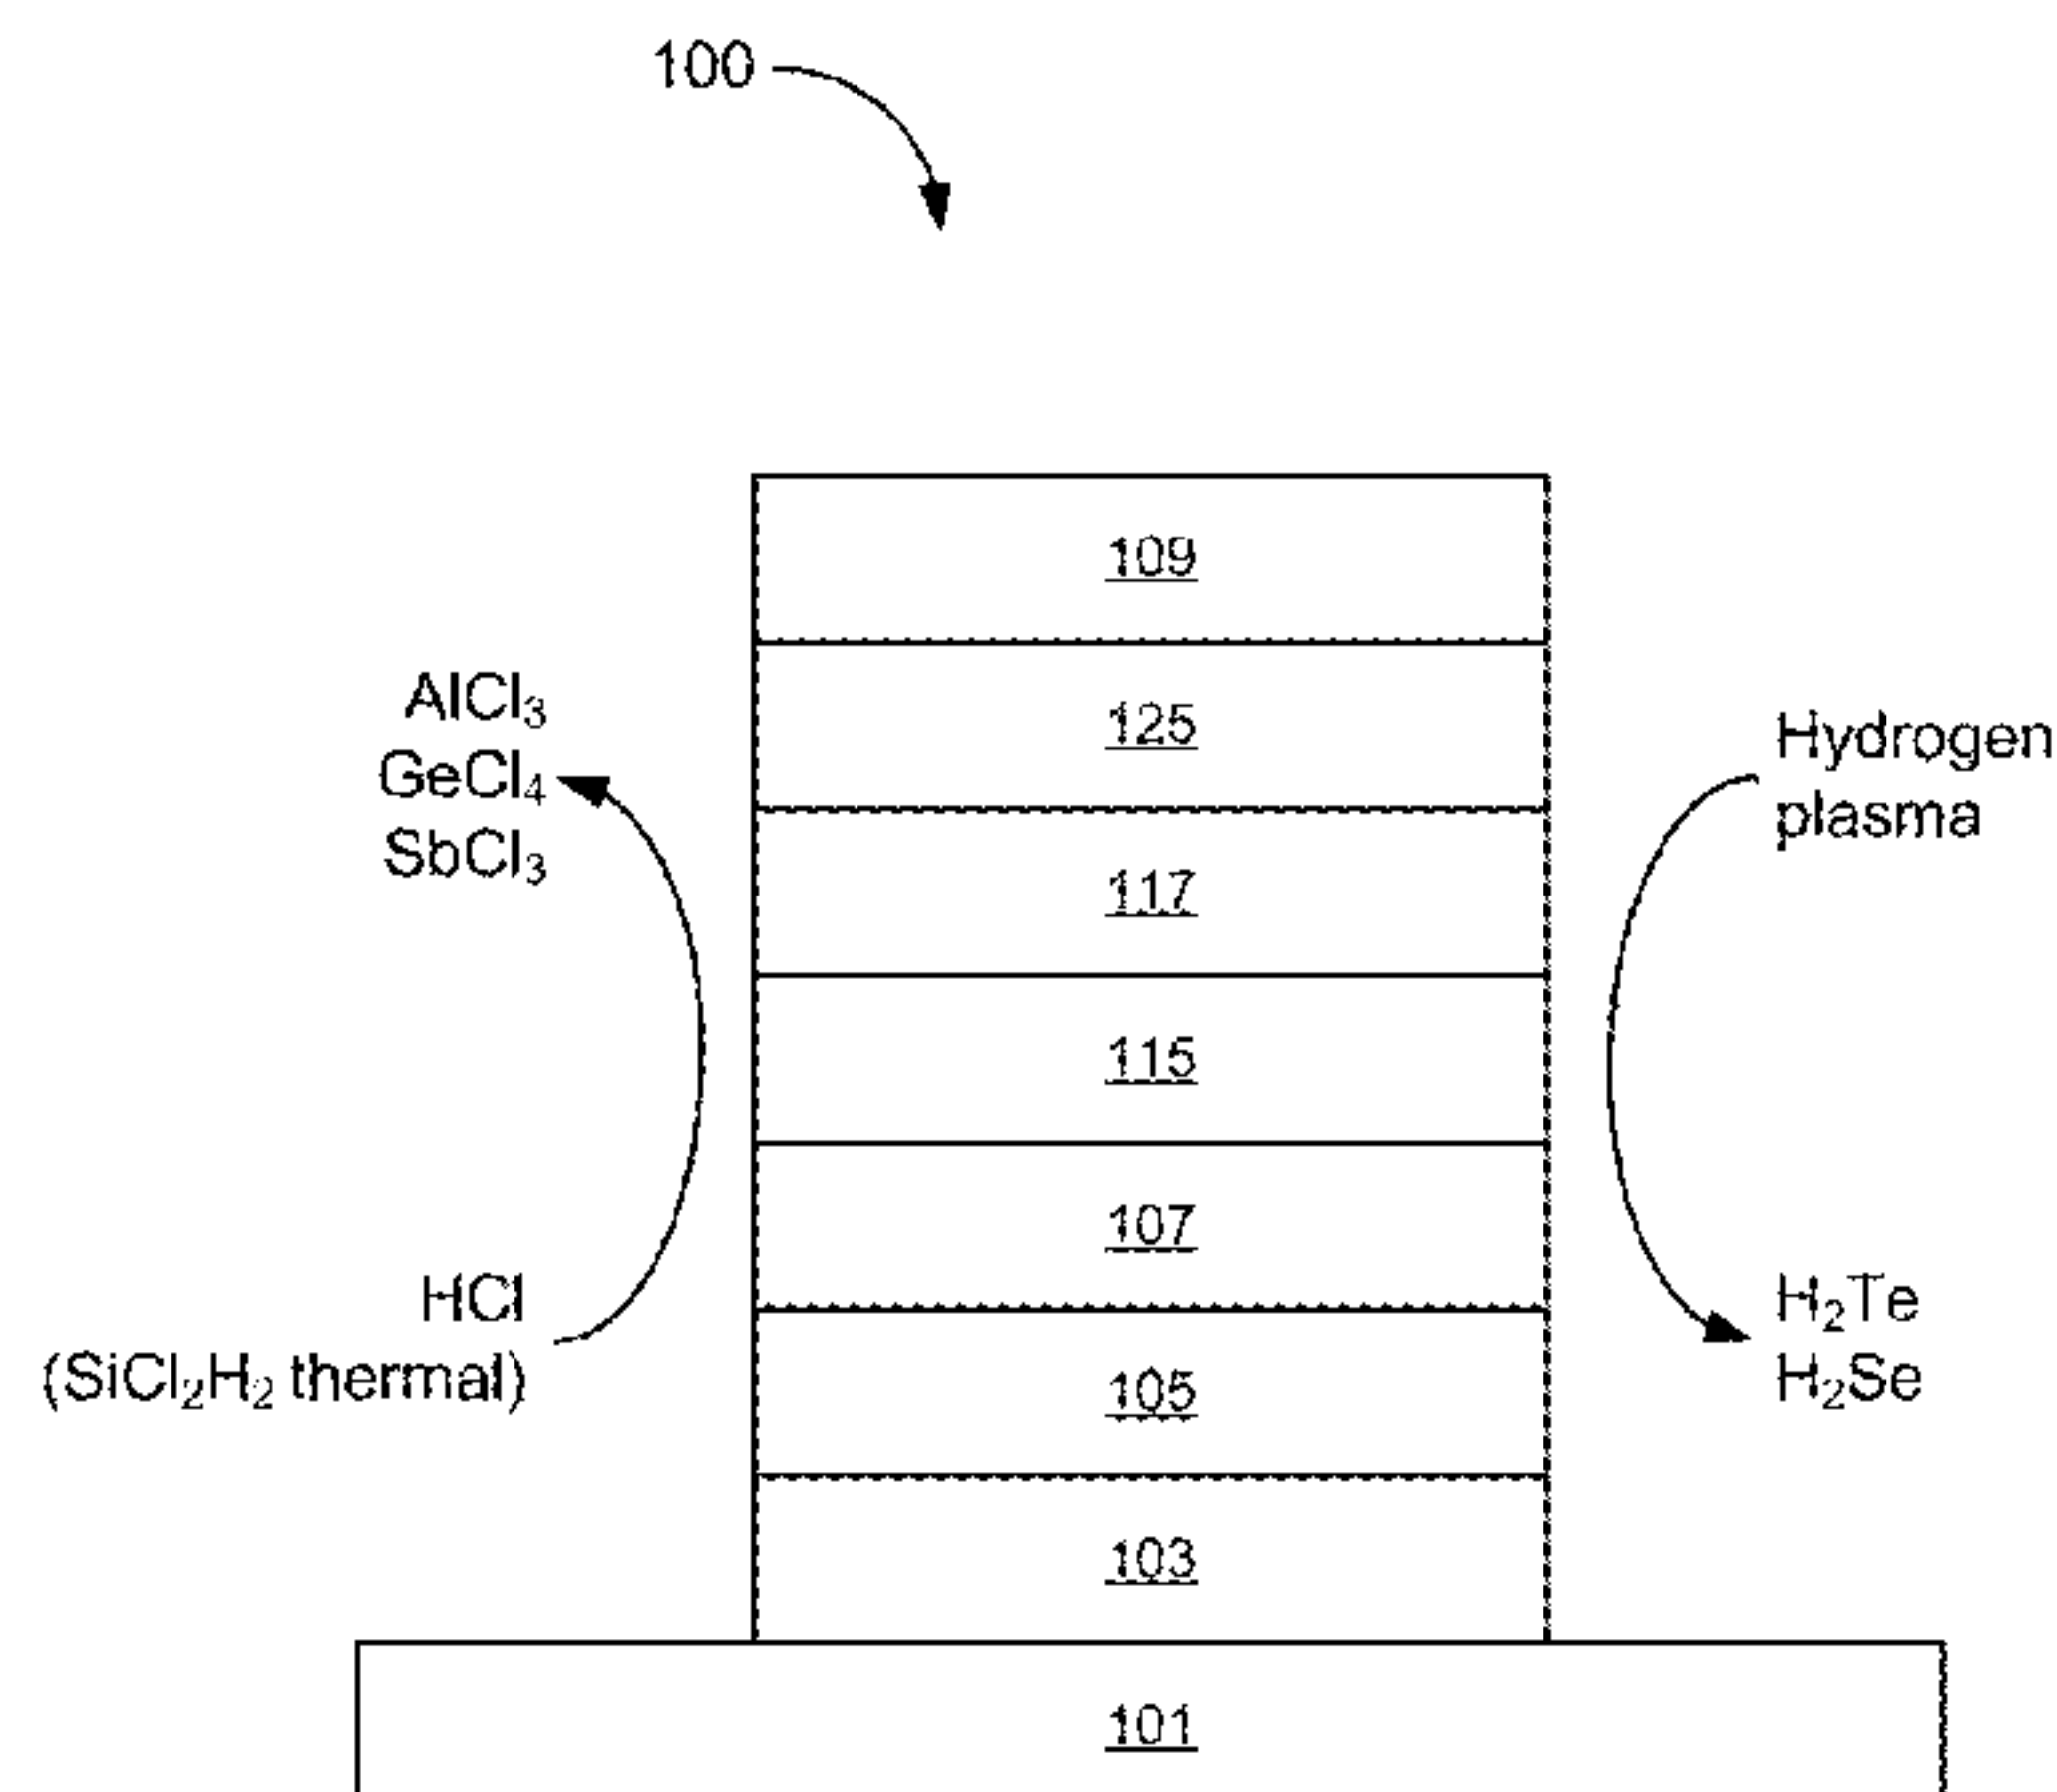 100
109
125
117
115
107
105
103
101
AlCl₃
GeCl₄
SbCl₃
HCl
(SiCl₂H₂ thermal)
Hydrogen
plasma
H₂Te
H₂Se